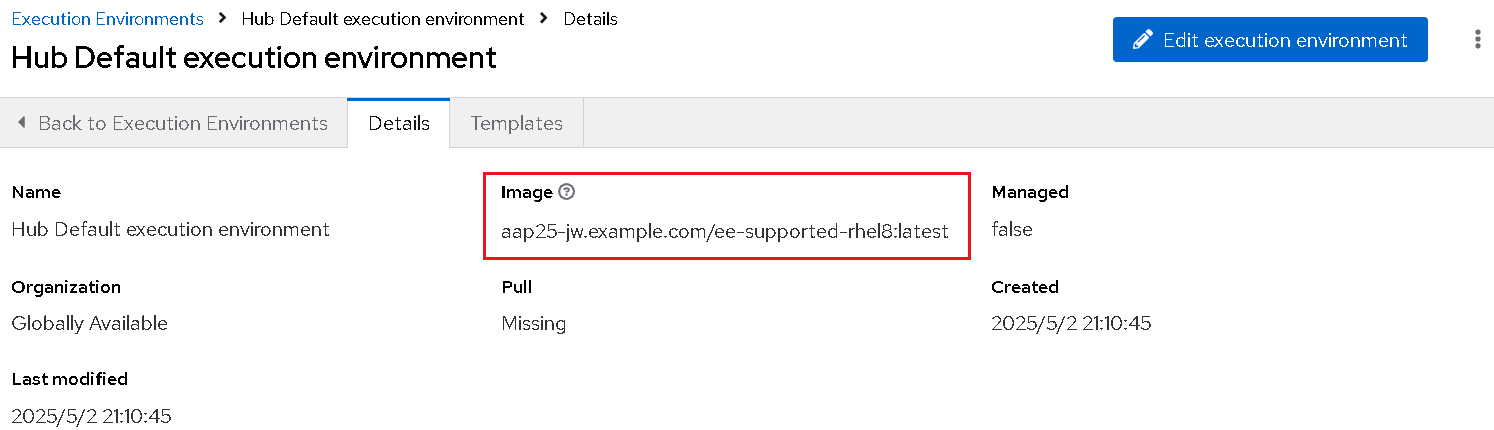 Execution Environments > Hub Default execution environment > Details
Hub Default execution environment
Edit execution environment
Back to Execution Environments
Details
Templates
Name
Hub Default execution environment
Image
aap25-jw.example.com/ee-supported-rhel8:latest
Managed
false
Organization
Globally Available
Pull
Missing
Created
2025/5/2 21:10:45
Last modified
2025/5/2 21:10:45